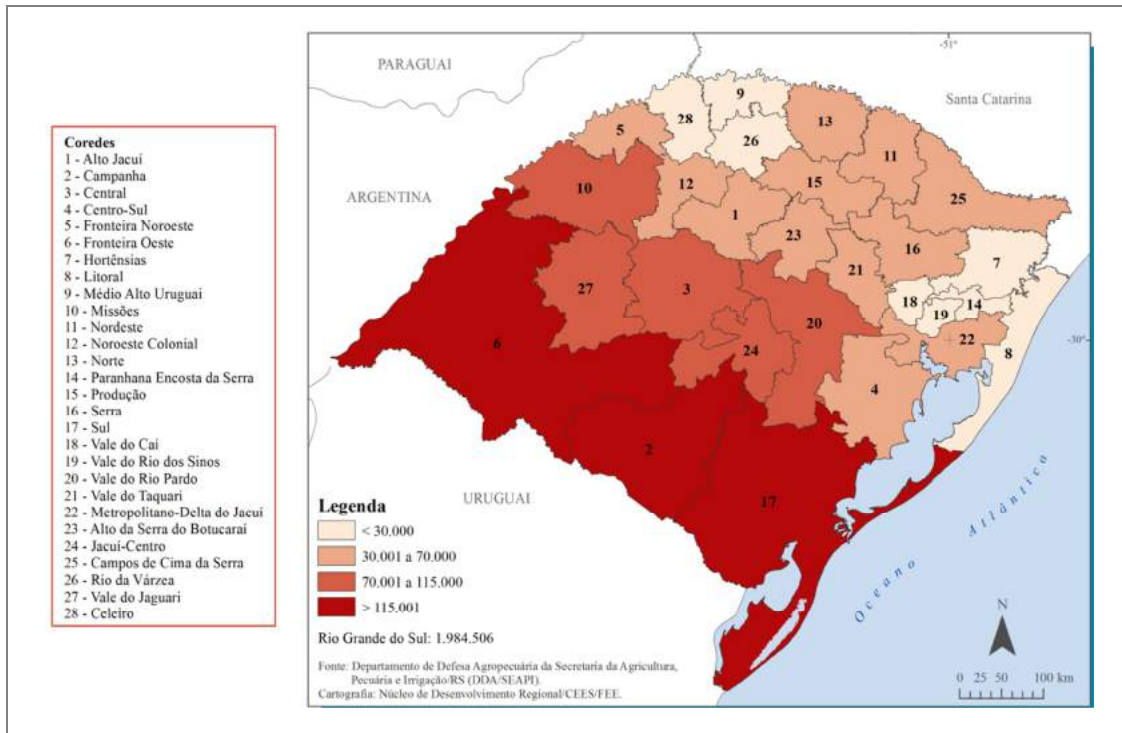 Coredes
1 - Alto Jacuí
2 - Campanha
3 - Central
4 - Centro-Sul
5 - Fronteira Noroeste
6 - Fronteira Oeste
7 - Hortênsias
8 - Litoral
9 - Médio Alto Uruguai
10 - Missões
11 - Nordeste
12 - Noroeste Colonial
13 - Norte
14 - Paranhana Encosta da Serra
15 - Produção
16 - Serra
17 - Sul
18 - Vale do Caí
19 - Vale do Rio dos Sinos
20 - Vale do Rio Pardo
21 - Vale do Taquari
22 - Metropolitano-Delta do Jacuí
23 - Alto da Serra do Botucaraí
24 - Jacuí-Centro
25 - Campos de Cima da Serra
26 - Rio da Várzea
27 - Vale do Jaguari
28 - Celeiro
-51°
PARAGUAI
Santa Catarina
9
28
13
5
26
11
10
12
15
ARGENTINA
25
1
23
16
21
7
27
3
18
14
19
20
22
-30°
6
24
8
4
2
URUGUAI
17
Oceano Atlântico
Legenda
< 30.000
30.001 a 70.000
70.001 a 115.000
> 115.001
Rio Grande do Sul: 1.984.506
N
Fonte: Departamento de Defesa Agropecuária da Secretaria da Agricultura,
Pecuária e Irrigação/RS (DDA/SEAPI).
Cartografia: Núcleo de Desenvolvimento Regional/CEES/FEE.
0 25 50 100 km